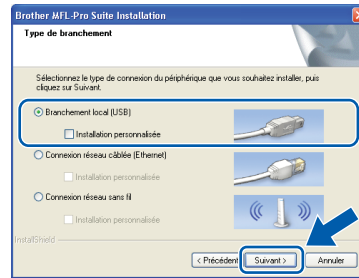 Brother MFL-Pro Suite Installation
Type de branchement
Sélectionnez le type de connexion du périphérique que vous souhaitez installer, puis
cliquez sur Suivant.
Branchement local (USB)
Installation personnalisée
Connexion réseau câblée (Ethernet)
Installation personnalisée
Connexion réseau sans fil
Installation personnalisée
InstallShield
< Précédent
Suivant >
Annuler